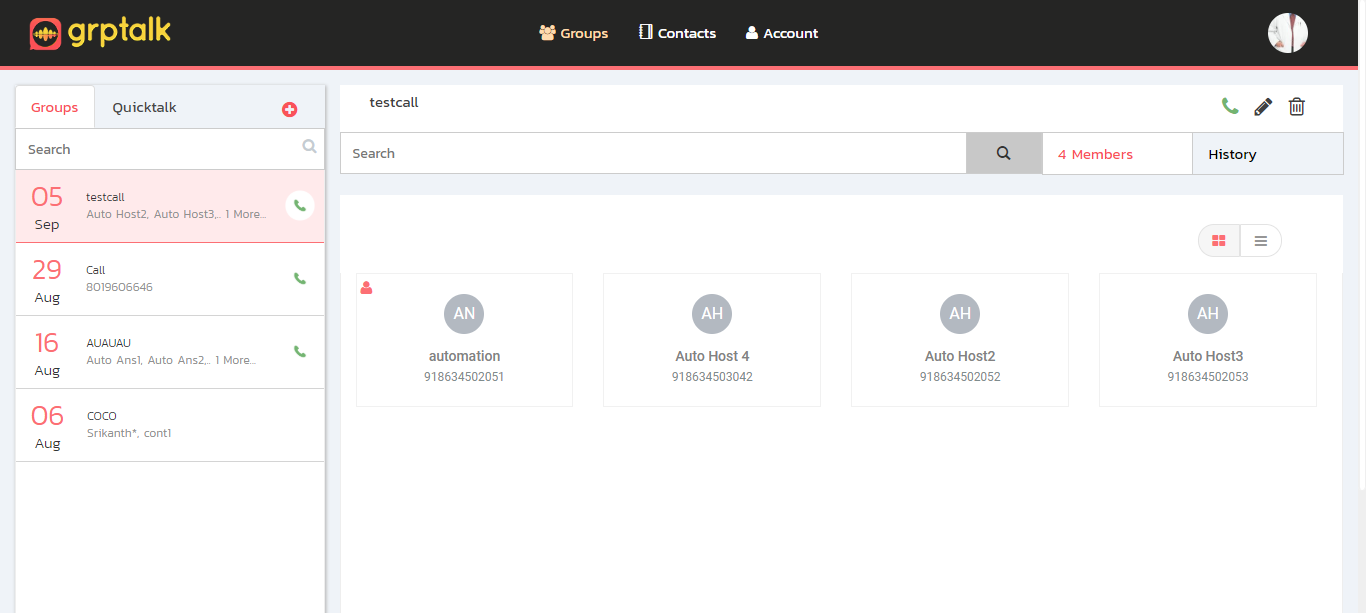 grptalk
Groups Contacts Account
Groups Quicktalk
Search
05 Sep
testcall
Auto Host2, Auto Host3,.. 1 More...
29 Aug
Call
8019606646
16 Aug
AUAUAU
Auto Ans1, Auto Ans2,.. 1 More...
06 Aug
COCO
Srikanth*, cont1
testcall
Search
4 Members
History
AN
automation
918634502051
AH
Auto Host 4
918634503042
AH
Auto Host2
918634502052
AH
Auto Host3
918634502053